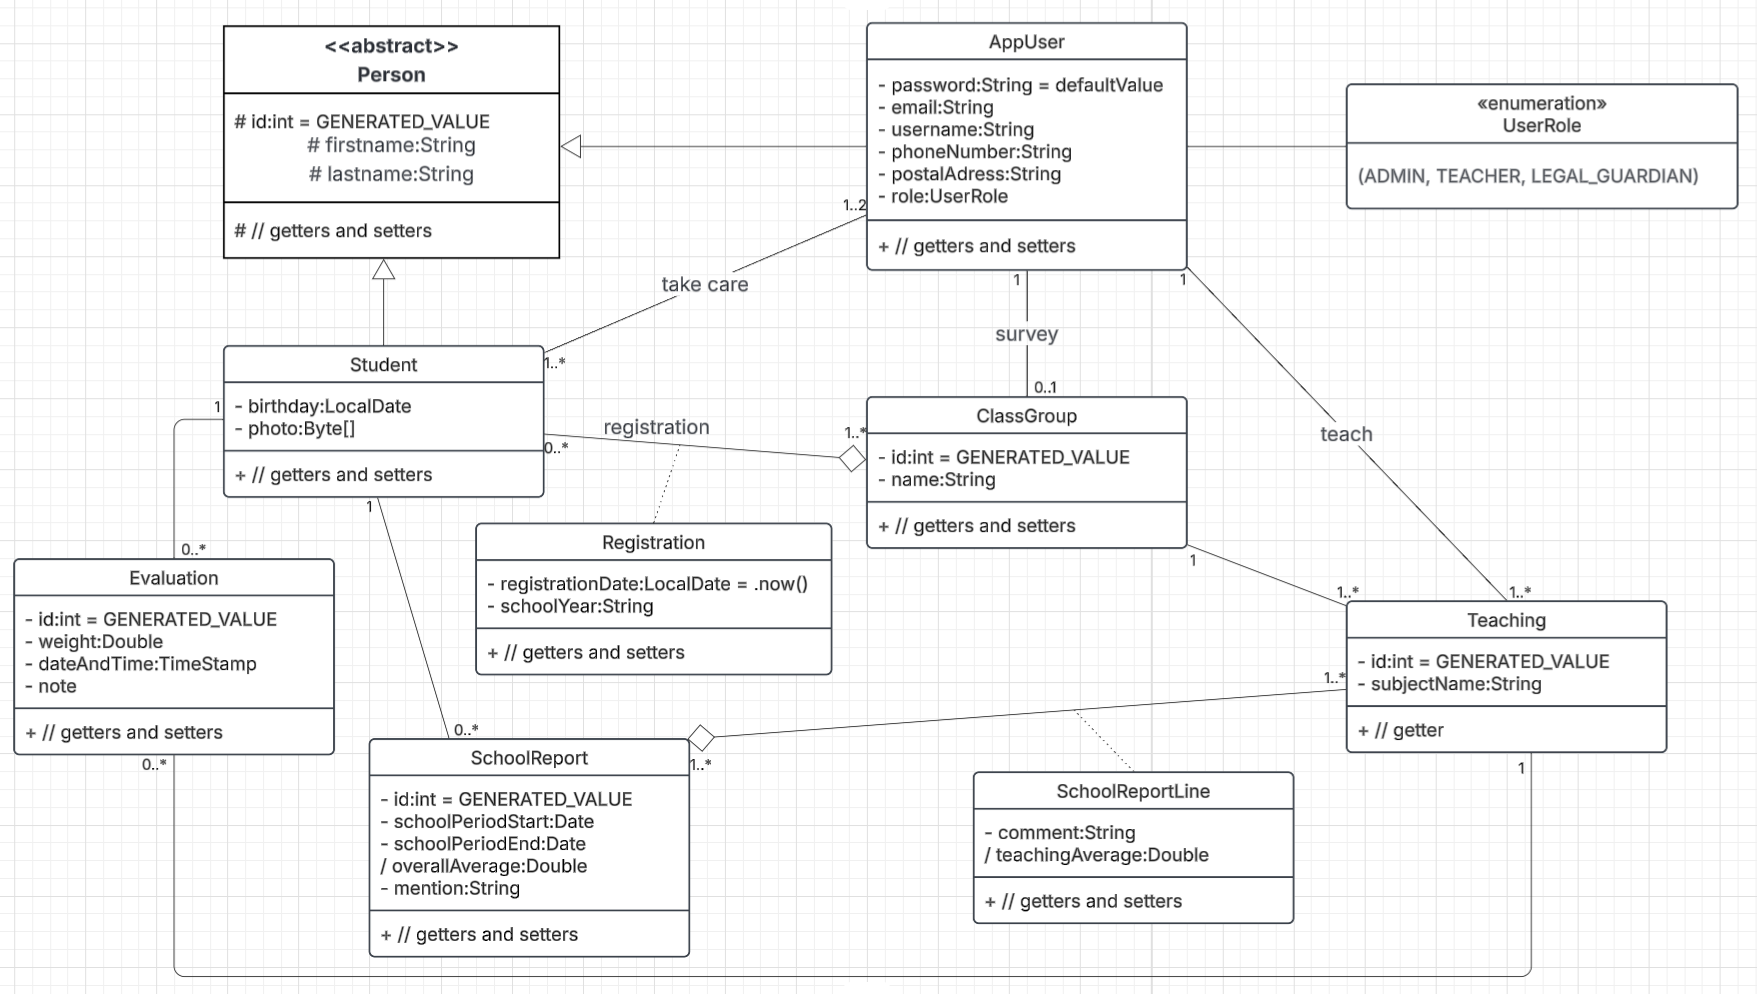 <<abstract>>
Person
# id:int = GENERATED_VALUE
# firstname:String
# lastname:String
# // getters and setters
AppUser
- password:String = defaultValue
- email:String
- username:String
- phoneNumber:String
- postalAdress:String
- role:UserRole
+ // getters and setters
«enumeration»
UserRole
(ADMIN, TEACHER, LEGAL_GUARDIAN)
1..2
take care
1..*
1
survey
0..1
1
teach
1..*
Student
- birthday:LocalDate
- photo:Byte[]
+ // getters and setters
1
0..*
registration
0..*
1..*
ClassGroup
- id:int = GENERATED_VALUE
- name:String
+ // getters and setters
1
1..*
Registration
- registrationDate:LocalDate = .now()
- schoolYear:String
+ // getters and setters
1
0..*
Evaluation
- id:int = GENERATED_VALUE
- weight:Double
- dateAndTime:TimeStamp
- note
+ // getters and setters
0..*
Teaching
- id:int = GENERATED_VALUE
- subjectName:String
+ // getter
1
1..*
1..*
SchoolReport
- id:int = GENERATED_VALUE
- schoolPeriodStart:Date
- schoolPeriodEnd:Date
/ overallAverage:Double
- mention:String
+ // getters and setters
SchoolReportLine
- comment:String
/ teachingAverage:Double
+ // getters and setters